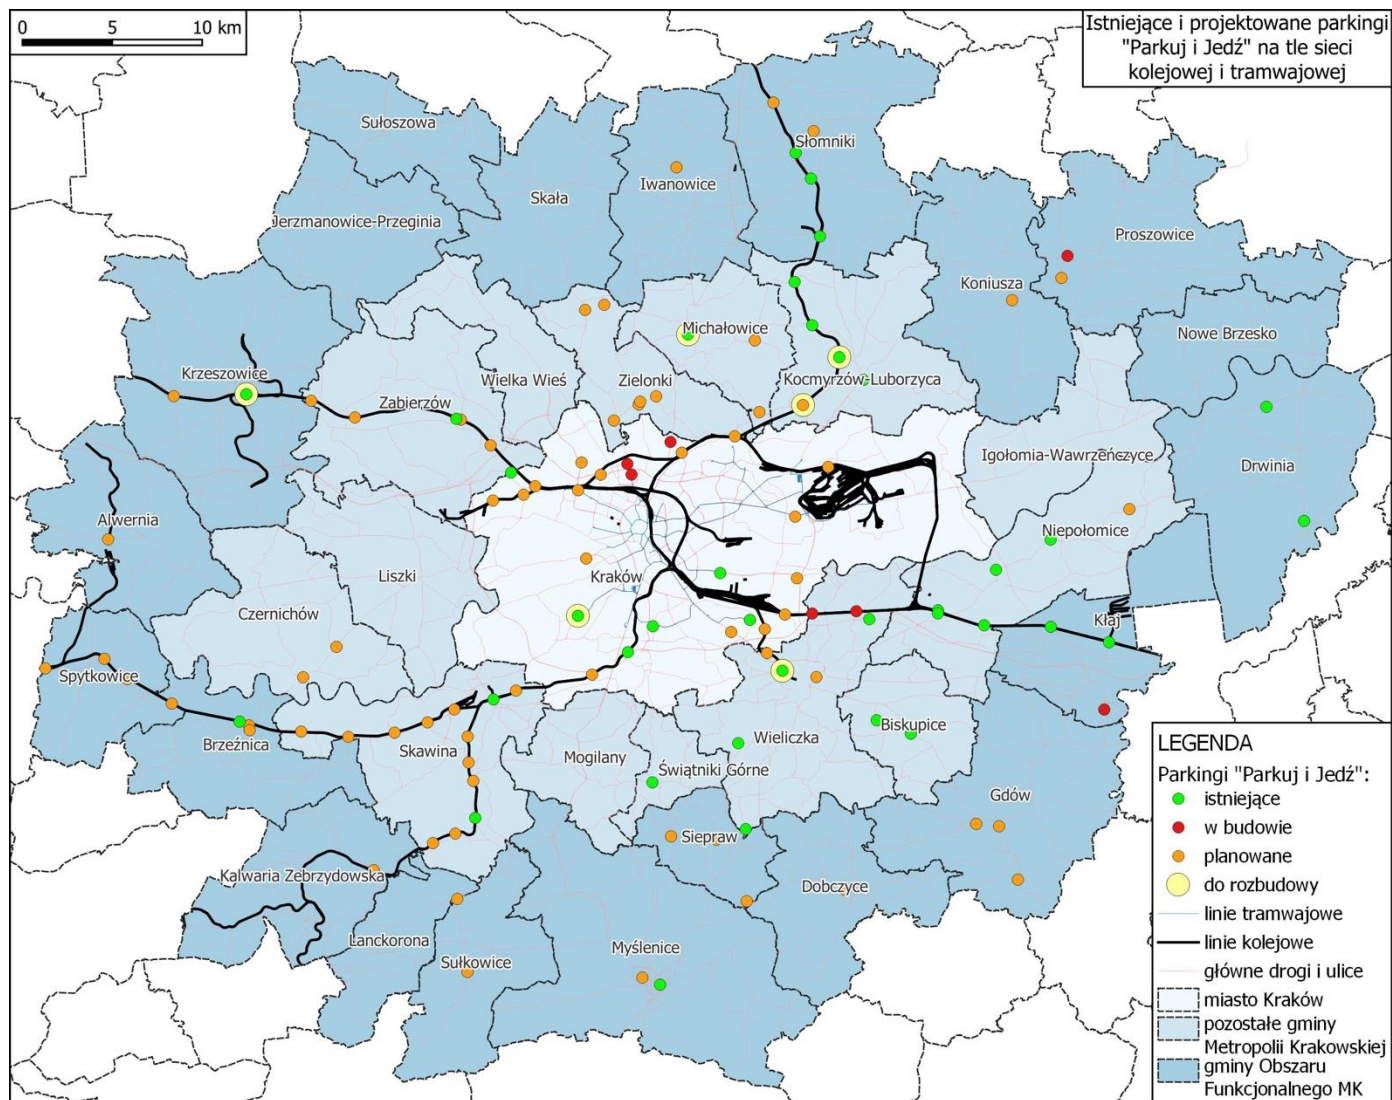 0 5 10 km
Istniejące i projektowane parkingi
"Parkuj i Jedź" na tle sieci
kolejowej i tramwajowej
Sułoszowa
Słomniki
Iwanowice
Skała
Jerzmanowice-Przeginia
Proszowice
Koniusza
Michałowice
Nowe Brzesko
Krzeszowice
Wielka Wieś
Zielonki
Kocmyrzów-Luborzyca
Zabierzów
Igołomia-Wawrzeńczyce
Drwinia
Alwernia
Niepołomice
Liszki
Kraków
Czernichów
Kłaj
Spytkowice
Biskupice
Wieliczka
Brzeźnica
Skawina
Mogilany
Świątniki Górne
Gdów
Siepraw
Kalwaria Zebrzydowska
Dobczyce
Lanckorona
Myślenice
Sułkowice
LEGENDA
Parkingi "Parkuj i Jedź":
istniejące
w budowie
planowane
do rozbudowy
linie tramwajowe
linie kolejowe
główne drogi i ulice
miasto Kraków
pozostałe gminy
Metropolii Krakowskiej
gminy Obszaru
Funkcjonalnego MK